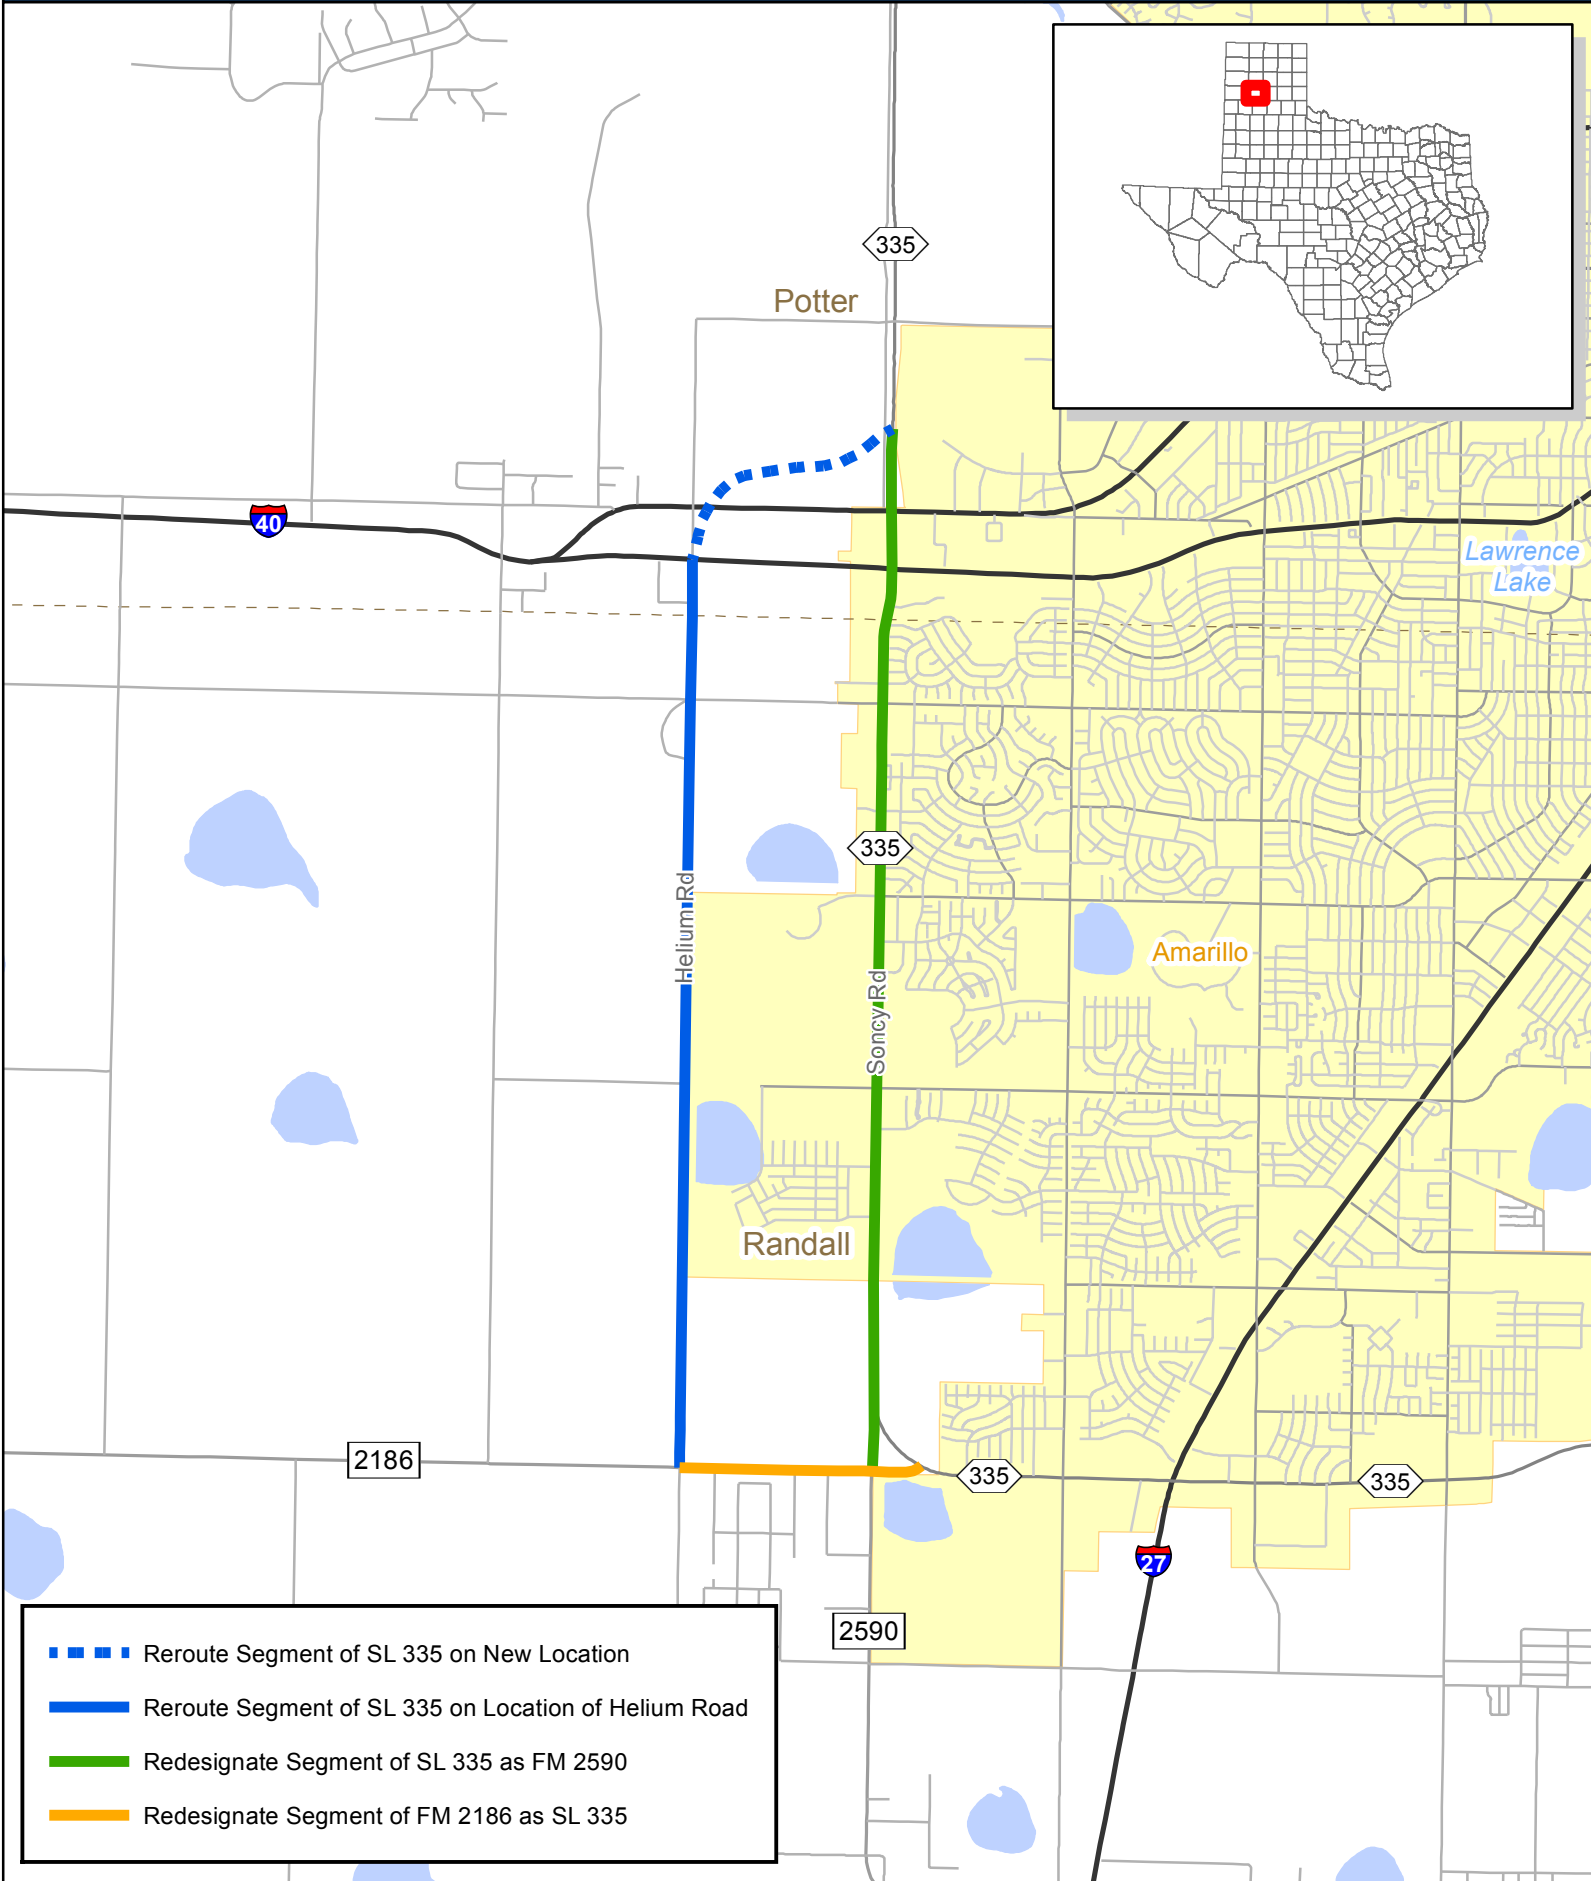 335
Potter
40
Lawrence
Lake
335
Helium Rd
Amarillo
Soncy Rd
Randall
2186
335
335
27
2590
Reroute Segment of SL 335 on New Location
Reroute Segment of SL 335 on Location of Helium Road
Redesignate Segment of SL 335 as FM 2590
Redesignate Segment of FM 2186 as SL 335